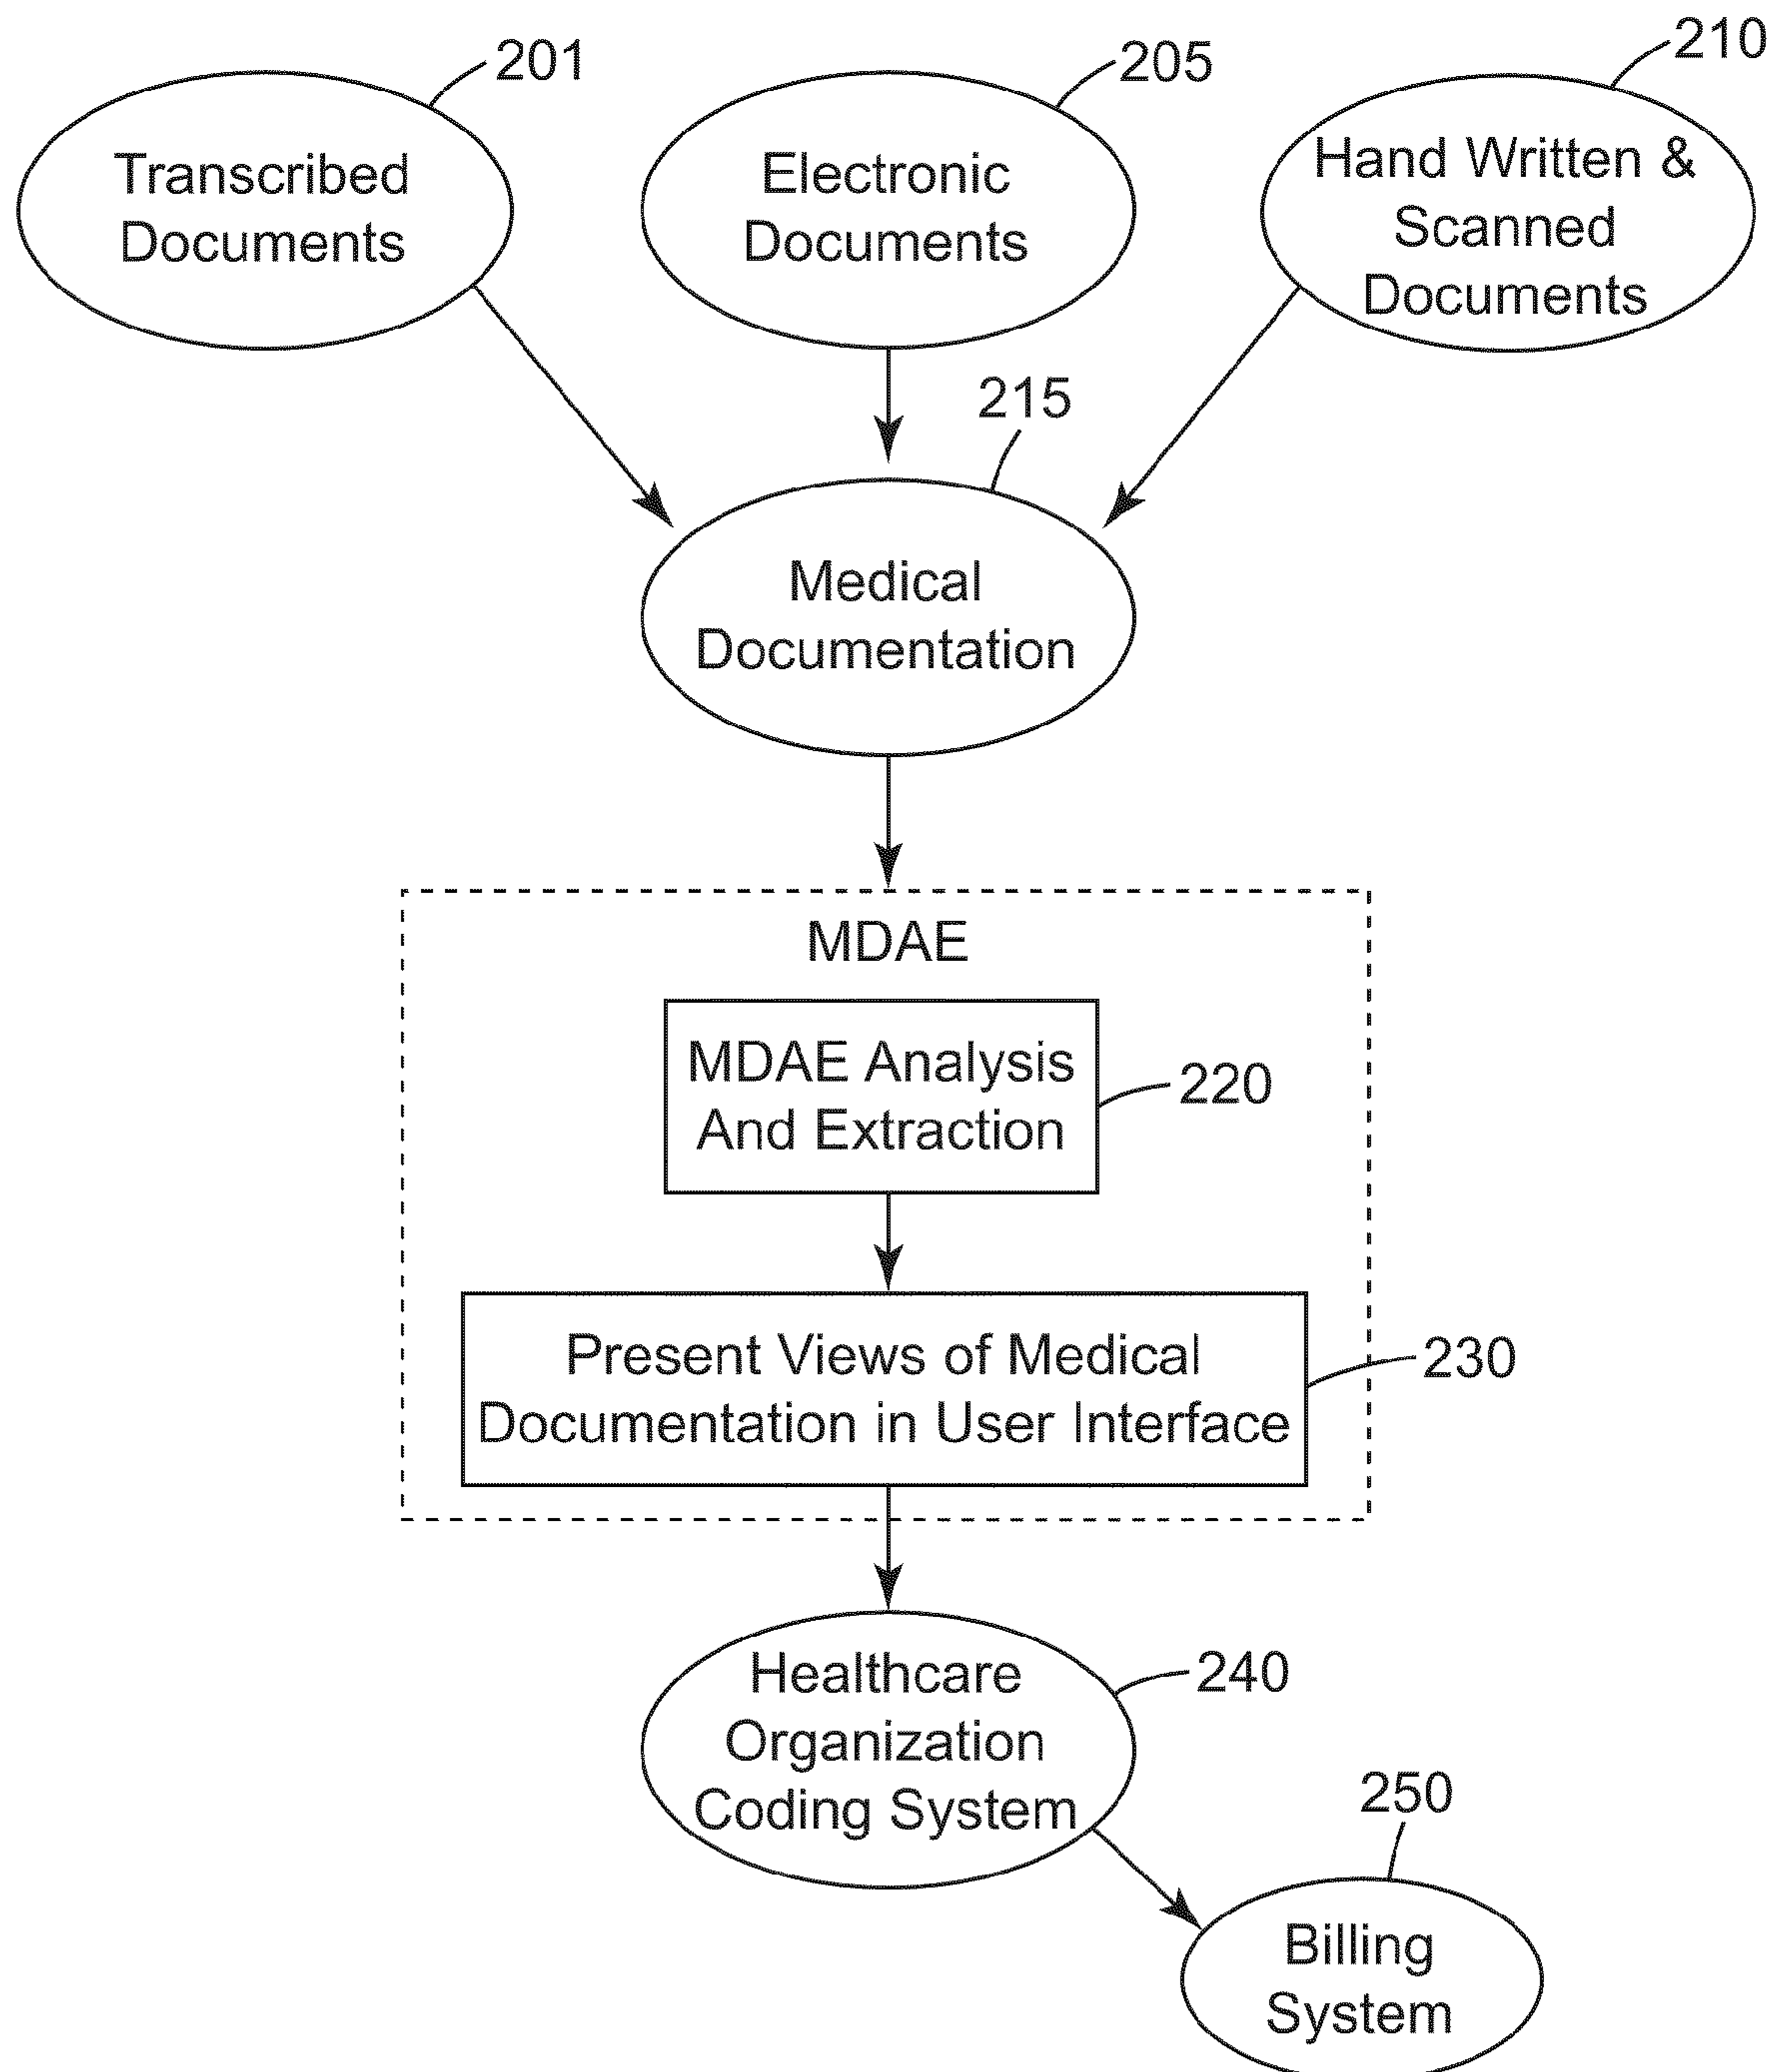 201
Transcribed
Documents
205
Electronic
Documents
210
Hand Written &
Scanned
Documents
215
Medical
Documentation
MDAE
MDAE Analysis
And Extraction
220
Present Views of Medical
Documentation in User Interface
230
Healthcare
Organization
Coding System
240
250
Billing
System